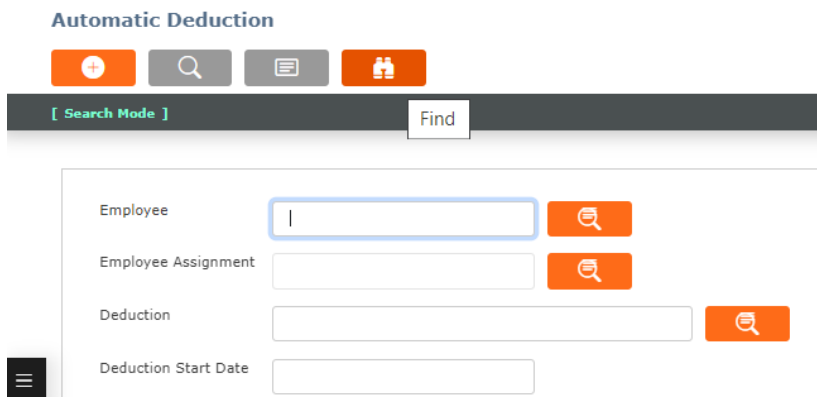 Automatic Deduction
[ Search Mode ]
Find
Employee
Employee Assignment
Deduction
Deduction Start Date